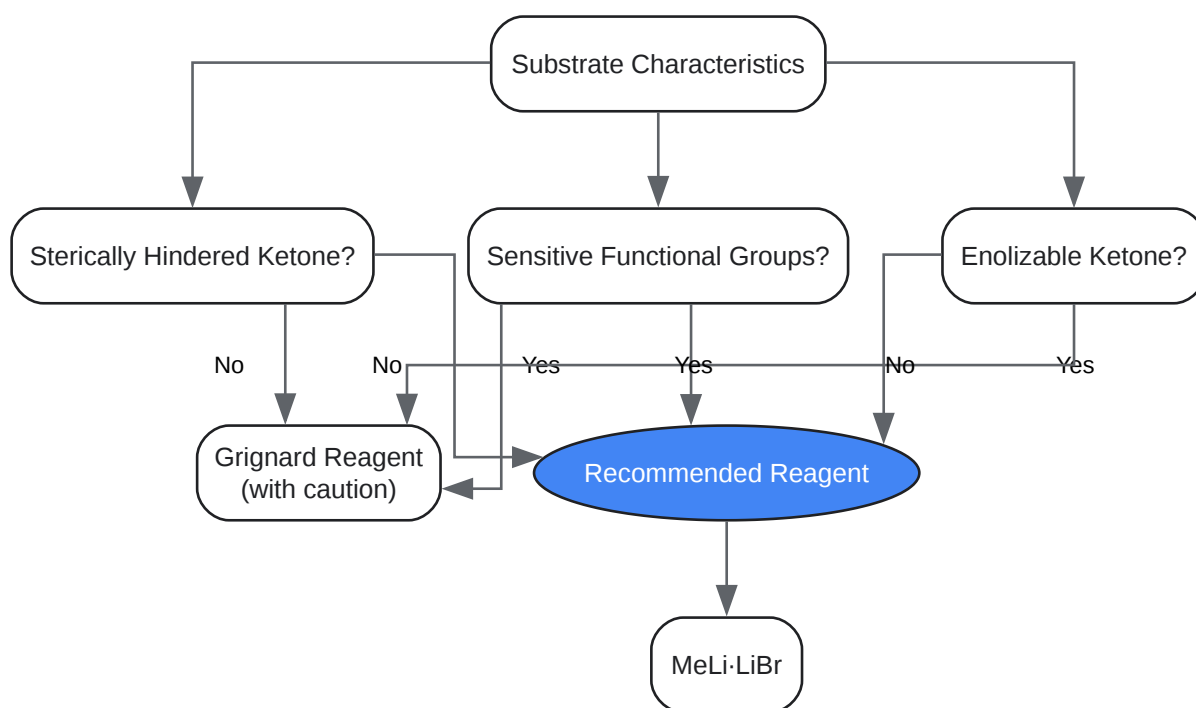 Substrate Characteristics
Sterically Hindered Ketone?
Sensitive Functional Groups?
Enolizable Ketone?
No
No
Yes
Yes
No
Yes
Grignard Reagent
(with caution)
Recommended Reagent
MeLi·LiBr